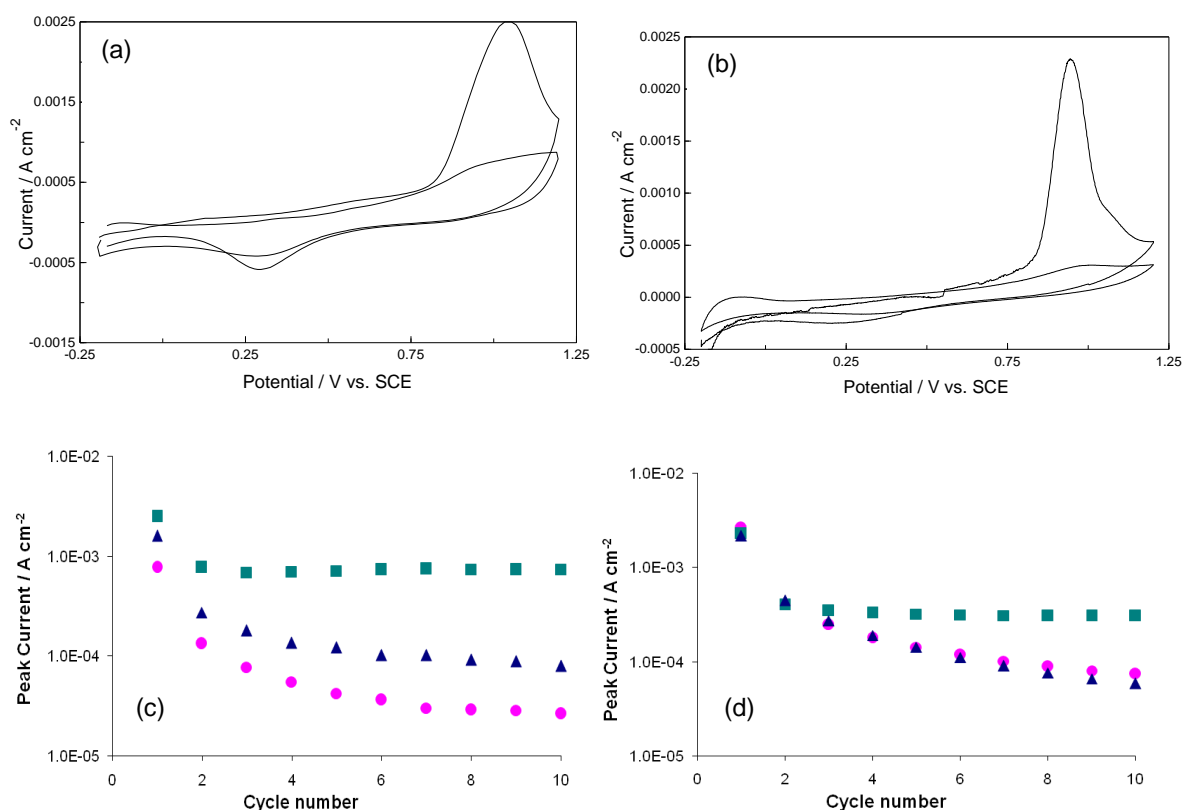 (a)
0.0025
0.0015
0.0005
-0.0005
-0.0015
Current / A cm-2
-0.25
0.25
0.75
1.25
Potential / V vs. SCE
(b)
0.0025
0.0020
0.0015
0.0010
0.0005
0.0000
-0.0005
Current / A cm-2
-0.25
0.25
0.75
1.25
Potential / V vs. SCE
1.0E-02
1.0E-03
1.0E-04
1.0E-05
Peak Current / A cm-2
(c)
0
2
4
6
8
10
Cycle number
1.0E-02
1.0E-03
1.0E-04
1.0E-05
Peak Current / A cm-2
(d)
0
2
4
6
8
10
Cycle number